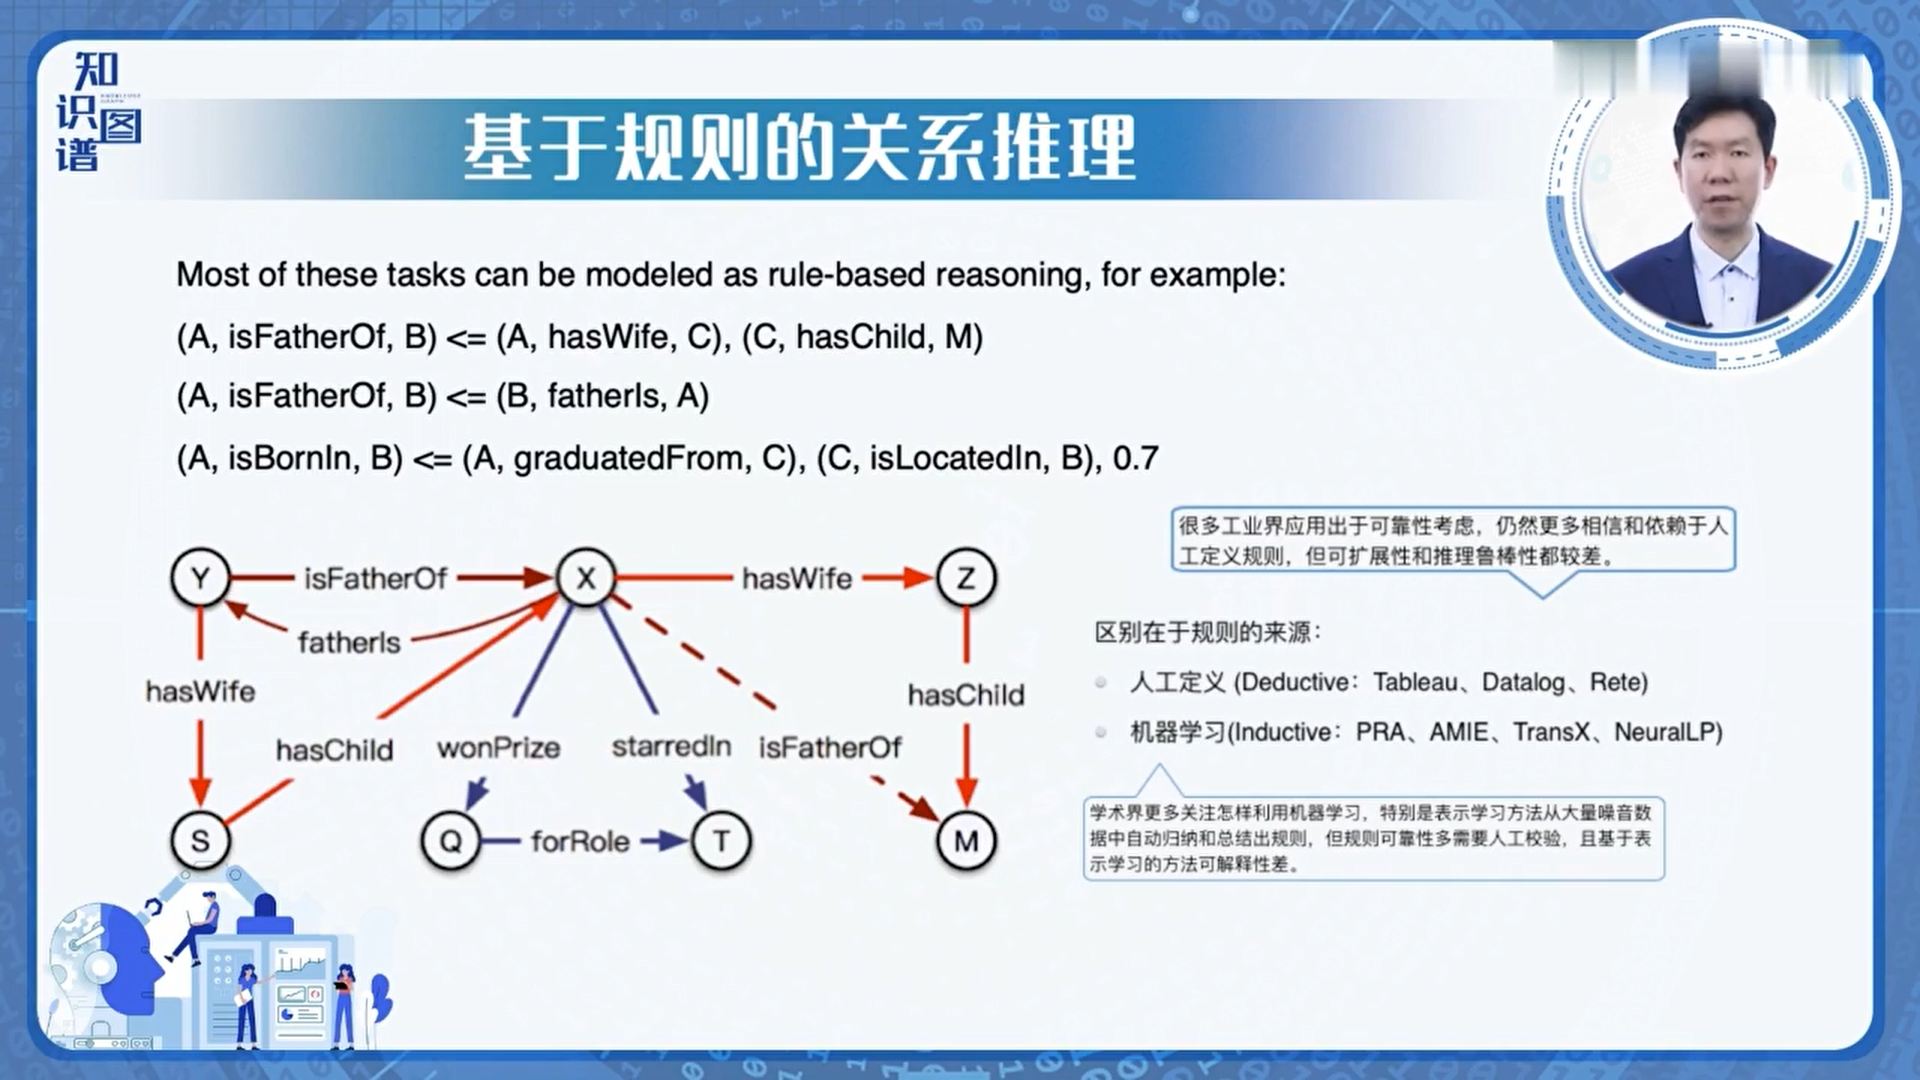 知识图谱
基于规则的关系推理
Most of these tasks can be modeled as rule-based reasoning, for example:
(A, isFatherOf, B) <= (A, hasWife, C), (C, hasChild, M)
(A, isFatherOf, B) <= (B, fatherIs, A)
(A, isBornIn, B) <= (A, graduatedFrom, C), (C, isLocatedIn, B), 0.7
很多工业界应用出于可靠性考虑，仍然更多相信和依赖于人
工定义规则，但可扩展性和推理鲁棒性都较差。
Y isFatherOf X hasWife Z
fatherIs
hasWife
hasChild
hasChild wonPrize starredIn isFatherOf
S Q forRole T M
区别在于规则的来源：
人工定义 (Deductive：Tableau、Datalog、Rete)
机器学习(Inductive：PRA、AMIE、TransX、NeuralLP)
学术界更多关注怎样利用机器学习，特别是表示学习方法从大量噪音数
据中自动归纳和总结出规则，但规则可靠性多需要人工校验，且基于表
示学习的方法可解释性差。